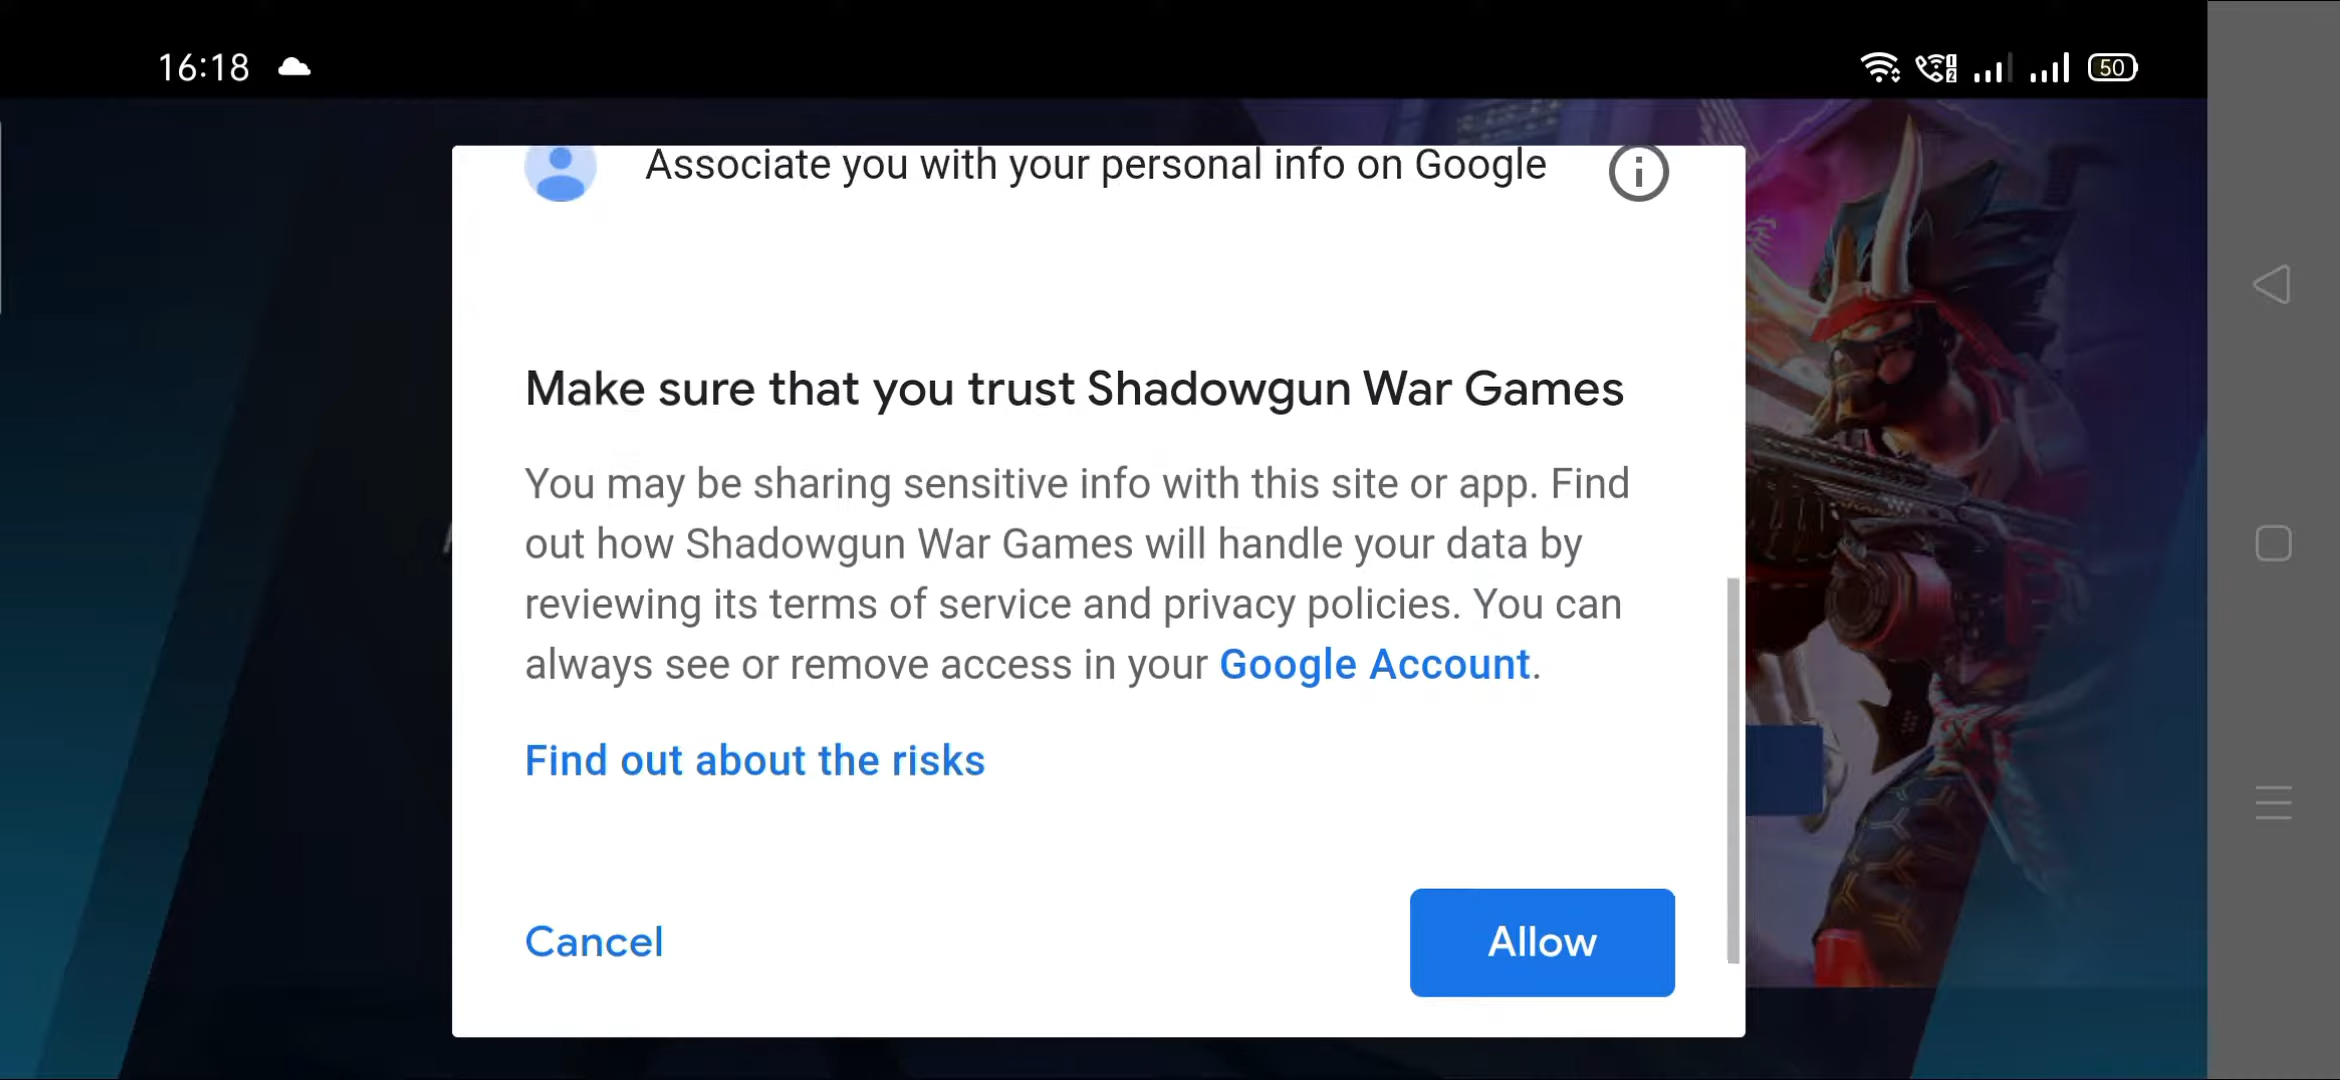 16:18
50
Associate you with your personal info on Google
Make sure that you trust Shadowgun War Games
You may be sharing sensitive info with this site or app. Find
out how Shadowgun War Games will handle your data by
reviewing its terms of service and privacy policies. You can
always see or remove access in your Google Account.
Find out about the risks
Cancel
Allow